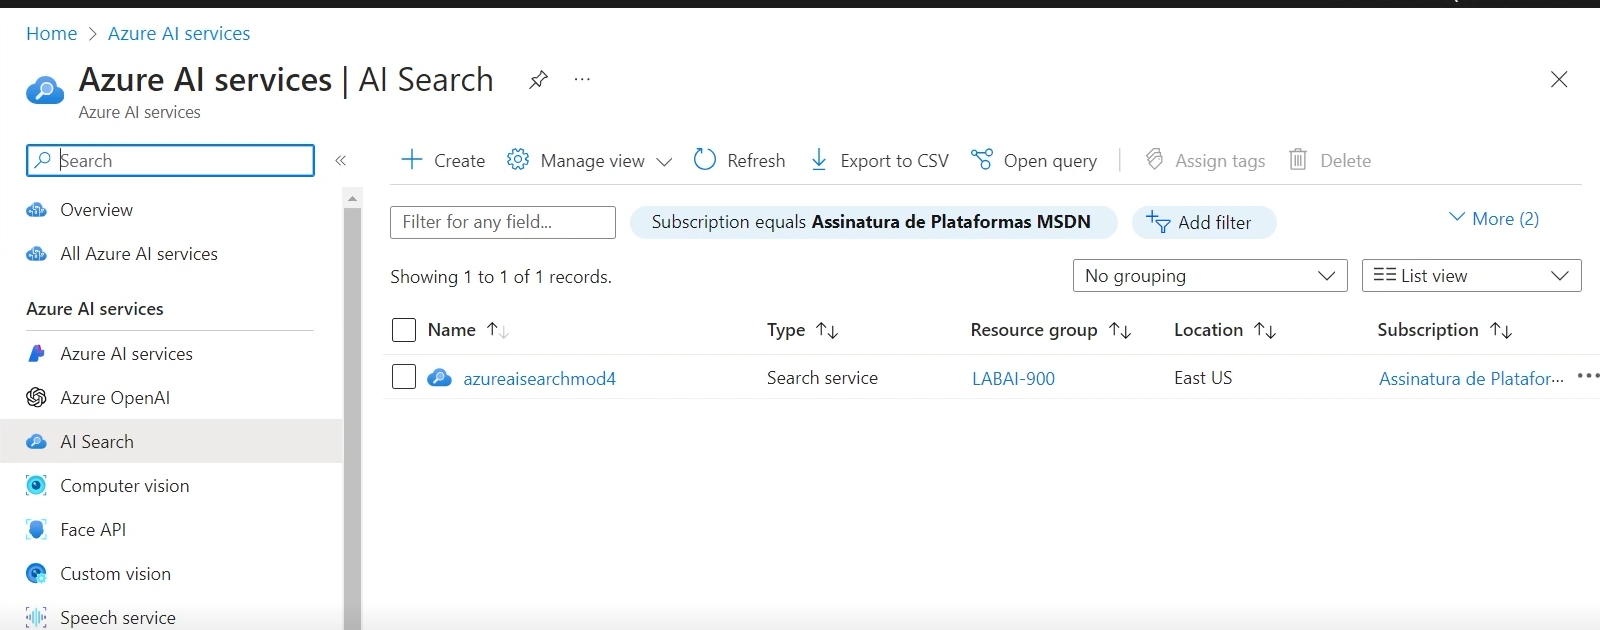 Home > Azure AI services
Azure AI services | AI Search
Azure AI services
Search
Overview
All Azure AI services
Azure AI services
Azure AI services
Azure OpenAI
AI Search
Computer vision
Face API
Custom vision
Speech service
Create Manage view Refresh Export to CSV Open query Assign tags Delete
Filter for any field... Subscription equals Assinatura de Plataformas MSDN Add filter More (2)
Showing 1 to 1 of 1 records. No grouping List view
Name Type Resource group Location Subscription
azureaisearchmod4 Search service LABAI-900 East US Assinatura de Platafor...